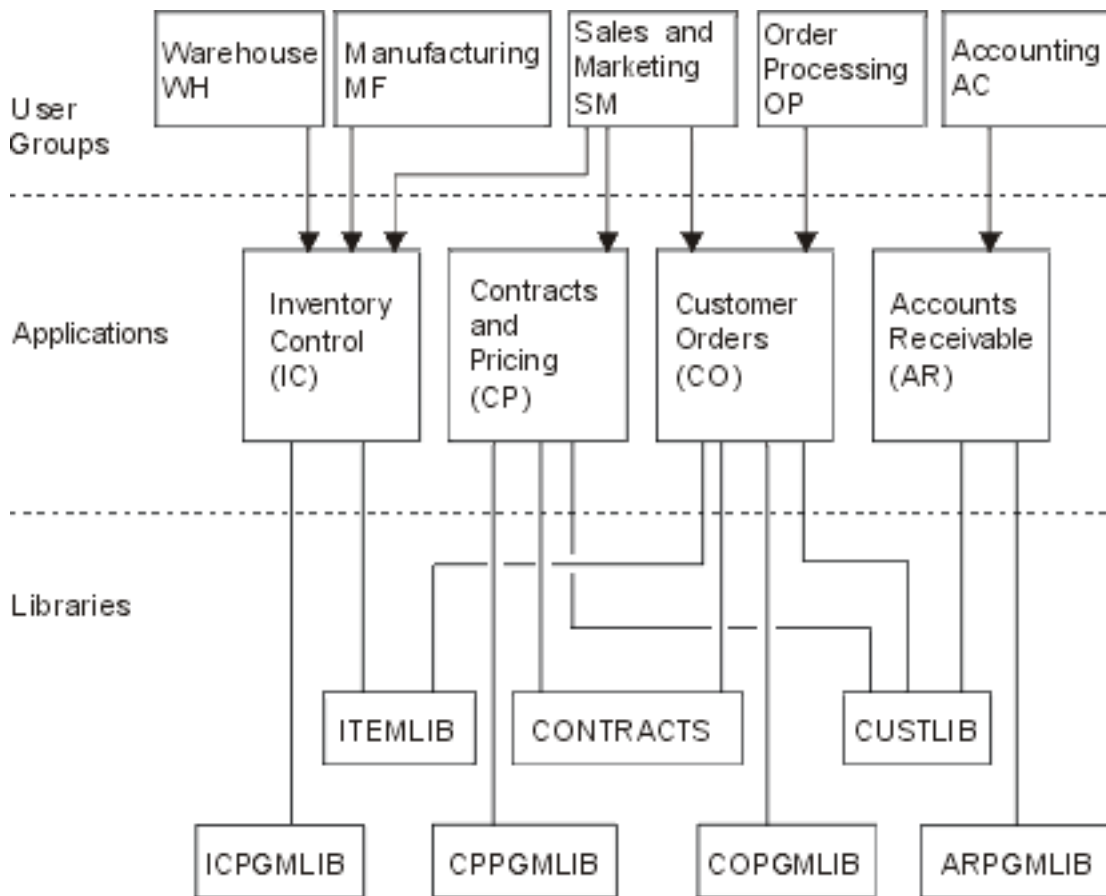 Warehouse
WH
Manufacturing
MF
Sales and
Marketing
SM
Order
Processing
OP
Accounting
AC
User
Groups
Applications
Inventory
Control
(IC)
Contracts
and
Pricing
(CP)
Customer
Orders
(CO)
Accounts
Receivable
(AR)
Libraries
ITEMLIB
CONTRACTS
CUSTLIB
ICPGMLIB
CPPGMLIB
COPGMLIB
ARPGMLIB